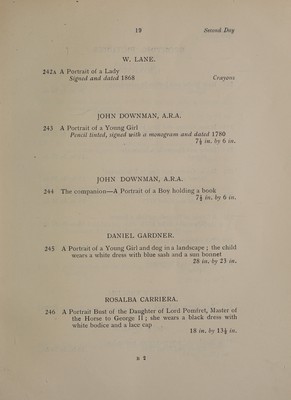 19 Second Day
W. LANE.
242A A Portrait of a Lady
Signed and dated 1868 Crayons
JOHN DOWNMAN, A.R.A.
243 A Portrait of a Young Girl
Pencil tinted, signed with a monogram and dated 1780
7½ in. by 6 in.
JOHN DOWNMAN, A.R.A.
244 The companion—A Portrait of a Boy holding a book
7½ in. by 6 in.
DANIEL GARDNER.
245 A Portrait of a Young Girl and dog in a landscape ; the child
wears a white dress with blue sash and a sun bonnet
28 in. by 23 in.
ROSALBA CARRIERA.
246 A Portrait Bust of the Daughter of Lord Pomfret, Master of
the Horse to George II ; she wears a black dress with
white bodice and a lace cap
18 in. by 13½ in.
B 2